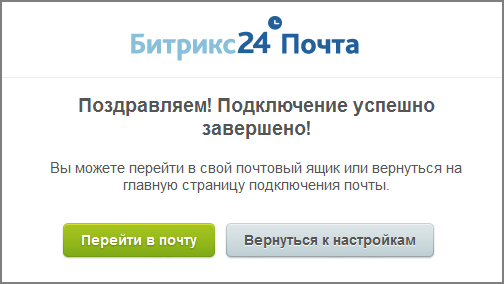 Битрикс24 Почта
Поздравляем! Подключение успешно
завершено!
Вы можете перейти в свой почтовый ящик или вернуться на
главную страницу подключения почты.
Перейти в почту
Вернуться к настройкам